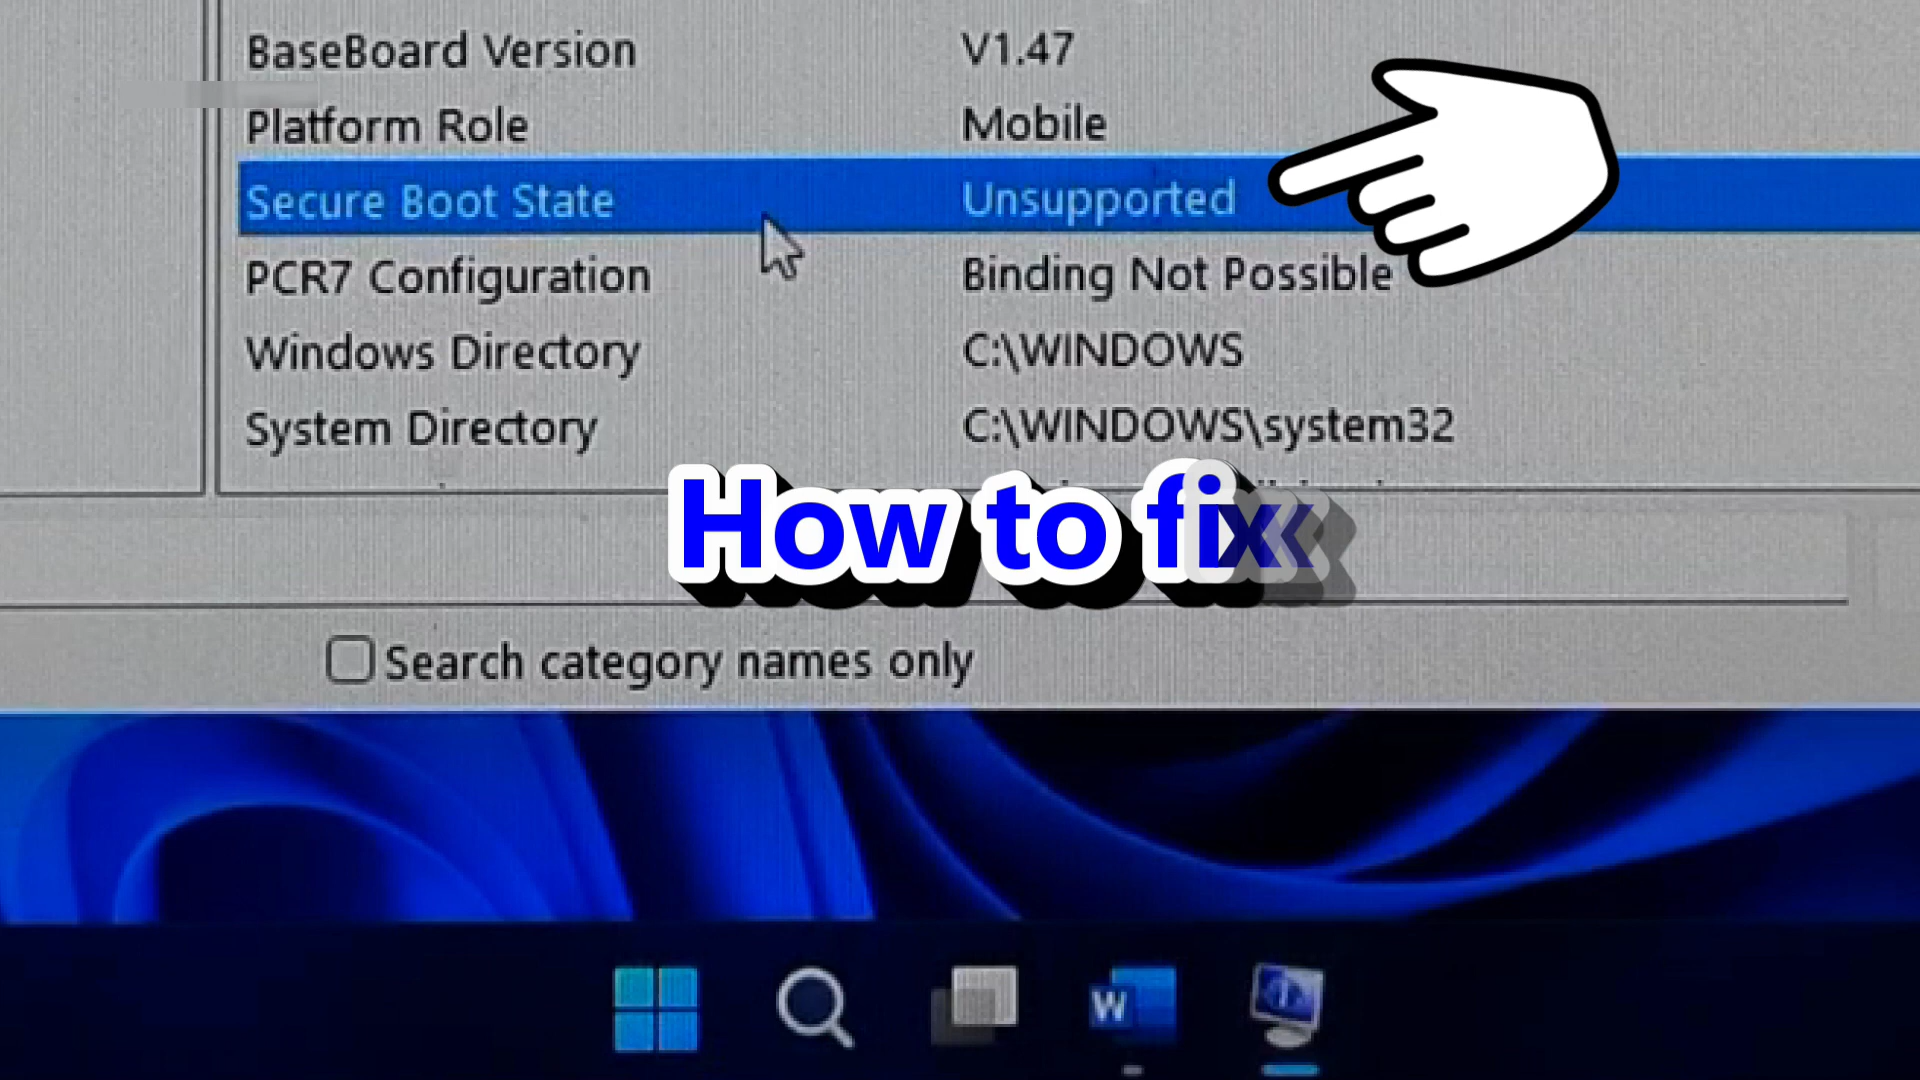 BaseBoard Version V1.47
Platform Role Mobile
Secure Boot State Unsupported
PCR7 Configuration Binding Not Possible
Windows Directory C:\WINDOWS
System Directory C:\WINDOWS\system32
How to fix
Search category names only
W